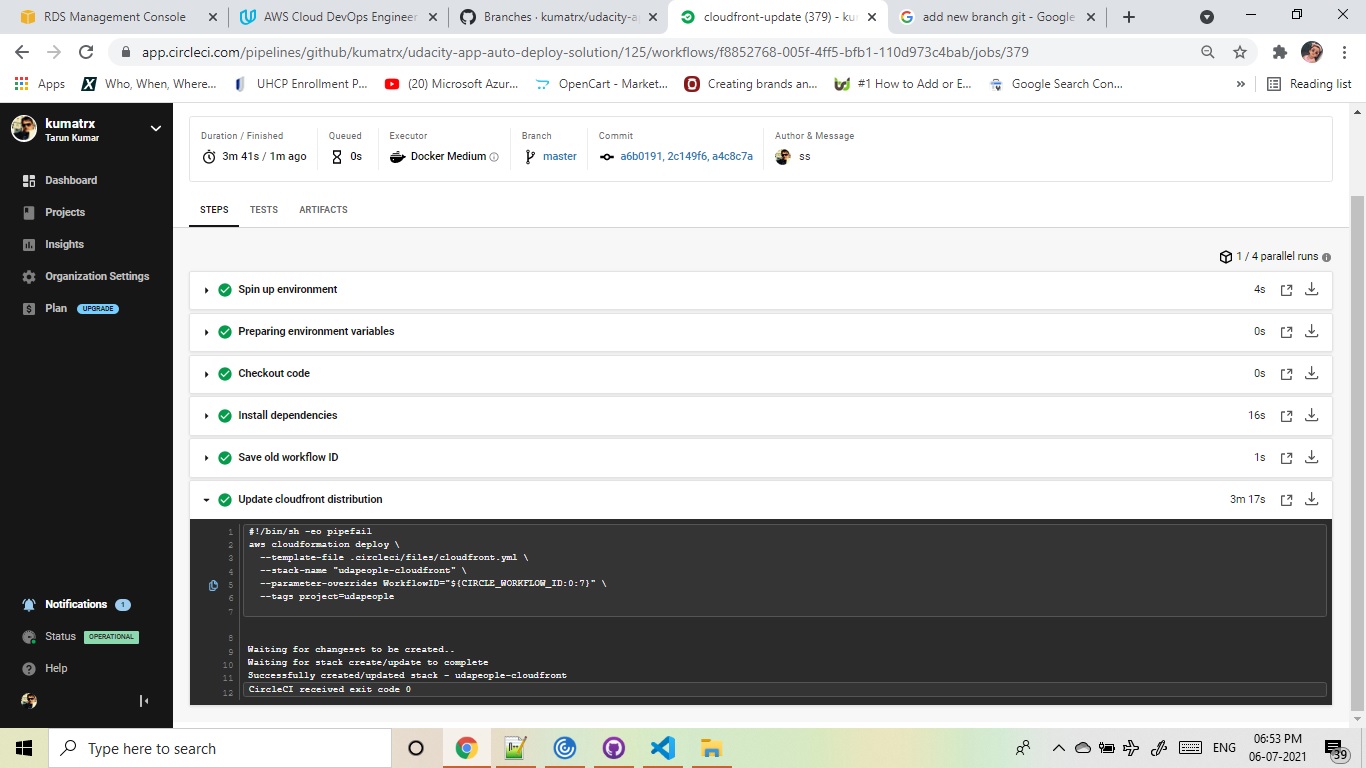 RDS Management Console
AWS Cloud DevOps Engineer
Branches · kumatrx/udacity-a
cloudfront-update (379) - ku
add new branch git - Google
app.circleci.com/pipelines/github/kumatrx/udacity-app-auto-deploy-solution/125/workflows/f8852768-005f-4ff5-bfb1-110d973c4bab/jobs/379
Apps
Who, When, Where...
UHCP Enrollment P...
(20) Microsoft Azur...
OpenCart - Market...
Creating brands an...
#1 How to Add or E...
Google Search Con...
»
Reading list
kumatrx
Tarun Kumar
Dashboard
Projects
Insights
Organization Settings
Plan UPGRADE
Notifications 1
Status OPERATIONAL
Help
Duration / Finished
3m 41s / 1m ago
Queued
0s
Executor
Docker Medium
Branch
master
Commit
a6b0191, 2c149f6, a4c8c7a
Author & Message
ss
STEPS TESTS ARTIFACTS
1 / 4 parallel runs
Spin up environment 4s
Preparing environment variables 0s
Checkout code 0s
Install dependencies 16s
Save old workflow ID 1s
Update cloudfront distribution 3m 17s
1 #!/bin/sh -eo pipefail
2 aws cloudformation deploy \
3 --template-file .circleci/files/cloudfront.yml \
4 --stack-name "udapeople-cloudfront" \
5 --parameter-overrides WorkflowID="${CIRCLE_WORKFLOW_ID:0:7}" \
6 --tags project=udapeople
7
8
9 Waiting for changeset to be created..
10 Waiting for stack create/update to complete
11 Successfully created/updated stack - udapeople-cloudfront
12 CircleCI received exit code 0
Type here to search
ENG
06:53 PM
06-07-2021
39